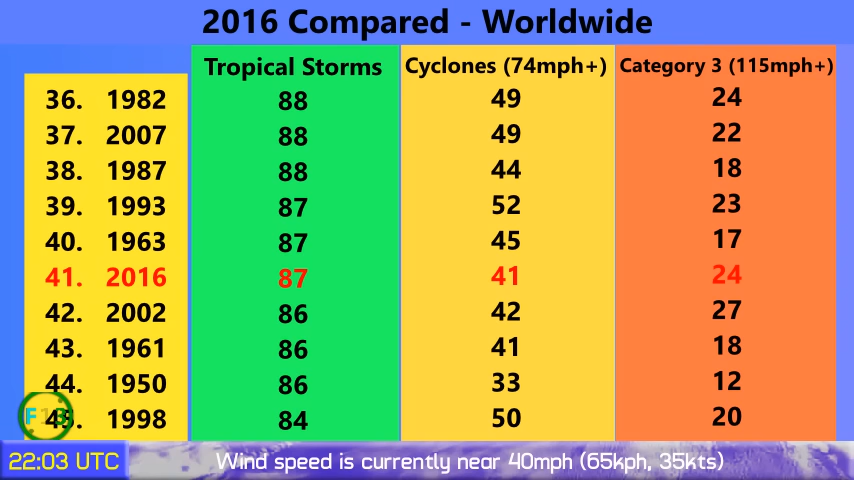 2016 Compared - Worldwide
Tropical Storms Cyclones (74mph+) Category 3 (115mph+)
36. 1982 88 49 24
37. 2007 88 49 22
38. 1987 88 44 18
39. 1993 87 52 23
40. 1963 87 45 17
41. 2016 87 41 24
42. 2002 86 42 27
43. 1961 86 41 18
44. 1950 86 33 12
45. 1998 84 50 20
22:03 UTC Wind speed is currently near 40mph (65kph, 35kts)